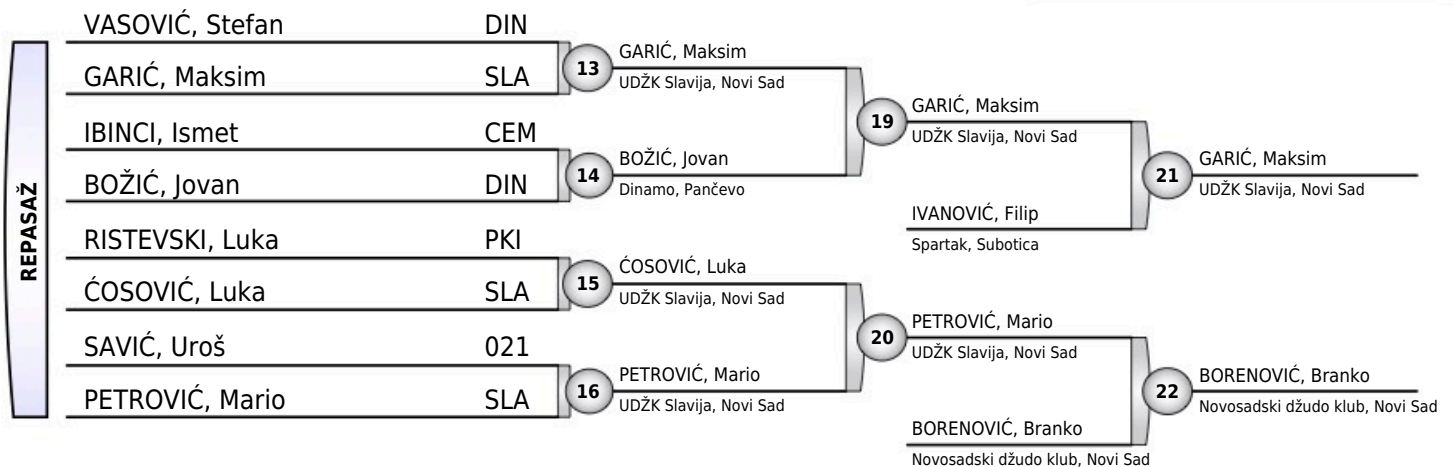 REPASAŽ
VASOVIĆ, Stefan DIN
GARIĆ, Maksim SLA
IBINCI, Ismet CEM
BOŽIĆ, Jovan DIN
RISTEVSKI, Luka PKI
ĆOSOVIĆ, Luka SLA
SAVIĆ, Uroš 021
PETROVIĆ, Mario SLA
13
GARIĆ, Maksim
UDŽK Slavija, Novi Sad
14
BOŽIĆ, Jovan
Dinamo, Pančevo
15
ĆOSOVIĆ, Luka
UDŽK Slavija, Novi Sad
16
PETROVIĆ, Mario
UDŽK Slavija, Novi Sad
19
GARIĆ, Maksim
UDŽK Slavija, Novi Sad
IVANOVIĆ, Filip
Spartak, Subotica
20
PETROVIĆ, Mario
UDŽK Slavija, Novi Sad
BORENOVIĆ, Branko
Novosadski džudo klub, Novi Sad
21
GARIĆ, Maksim
UDŽK Slavija, Novi Sad
22
BORENOVIĆ, Branko
Novosadski džudo klub, Novi Sad